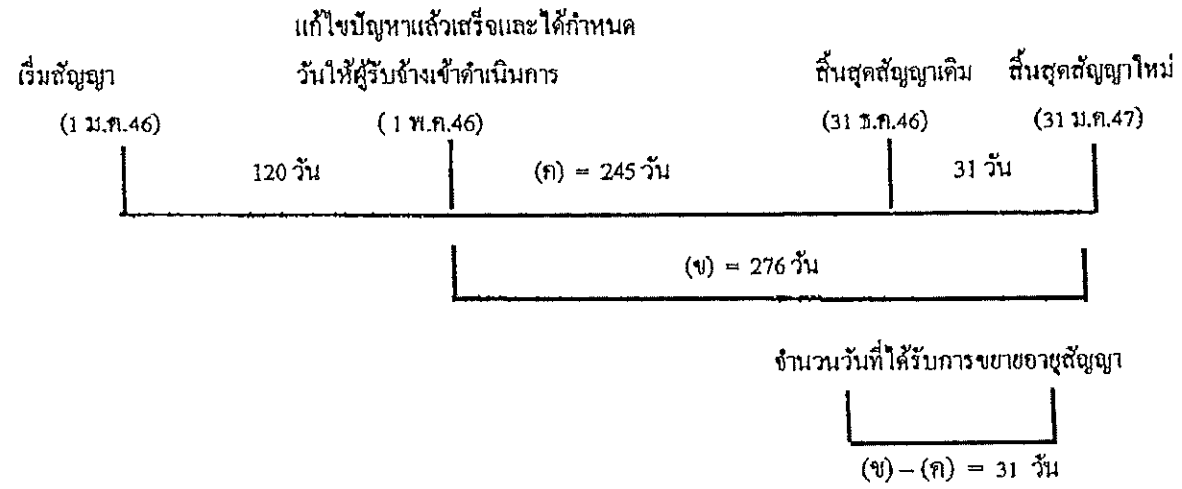 แก้ไขปัญหาแล้วเสร็จและได้กำหนด
เริ่มสัญญา วันให้ผู้รับจ้างเข้าดำเนินการ สิ้นสุดสัญญาเดิม สิ้นสุดสัญญาใหม่
(1 ม.ค.46) ( 1 พ.ค.46) (31 ธ.ค.46) (31 ม.ค.47)
120 วัน (ค) = 245 วัน 31 วัน
(ข) = 276 วัน
จำนวนวันที่ได้รับการขยายอายุสัญญา
(ข) – (ค) = 31 วัน